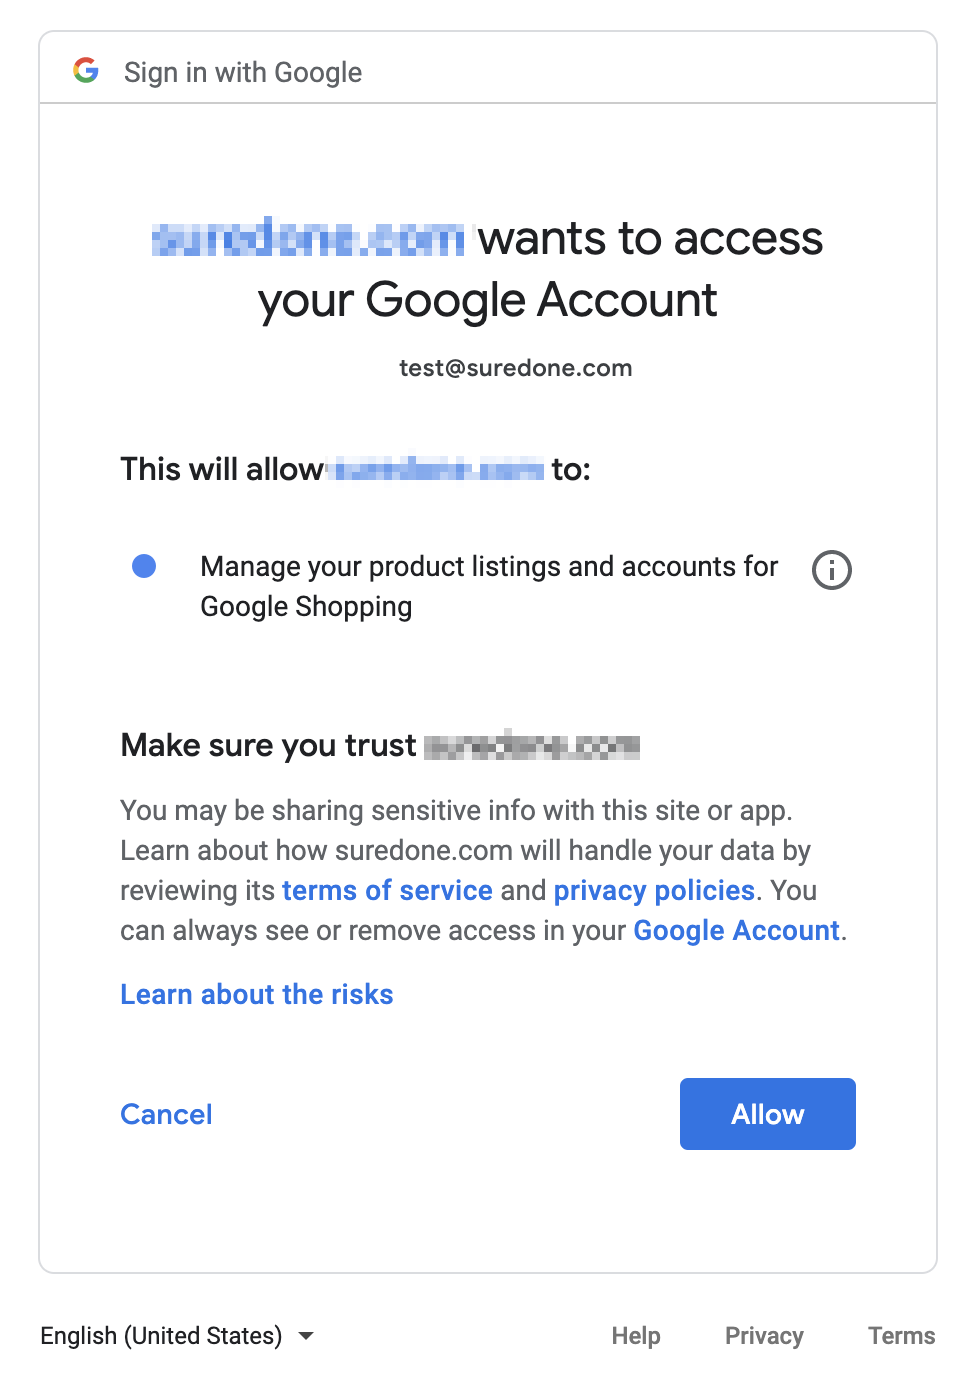 Sign in with Google
wants to access
your Google Account
test@suredone.com
This will allow to:
Manage your product listings and accounts for
Google Shopping
Make sure you trust
You may be sharing sensitive info with this site or app.
Learn about how suredone.com will handle your data by
reviewing its terms of service and privacy policies. You
can always see or remove access in your Google Account.
Learn about the risks
Cancel
Allow
English (United States)
Help
Privacy
Terms